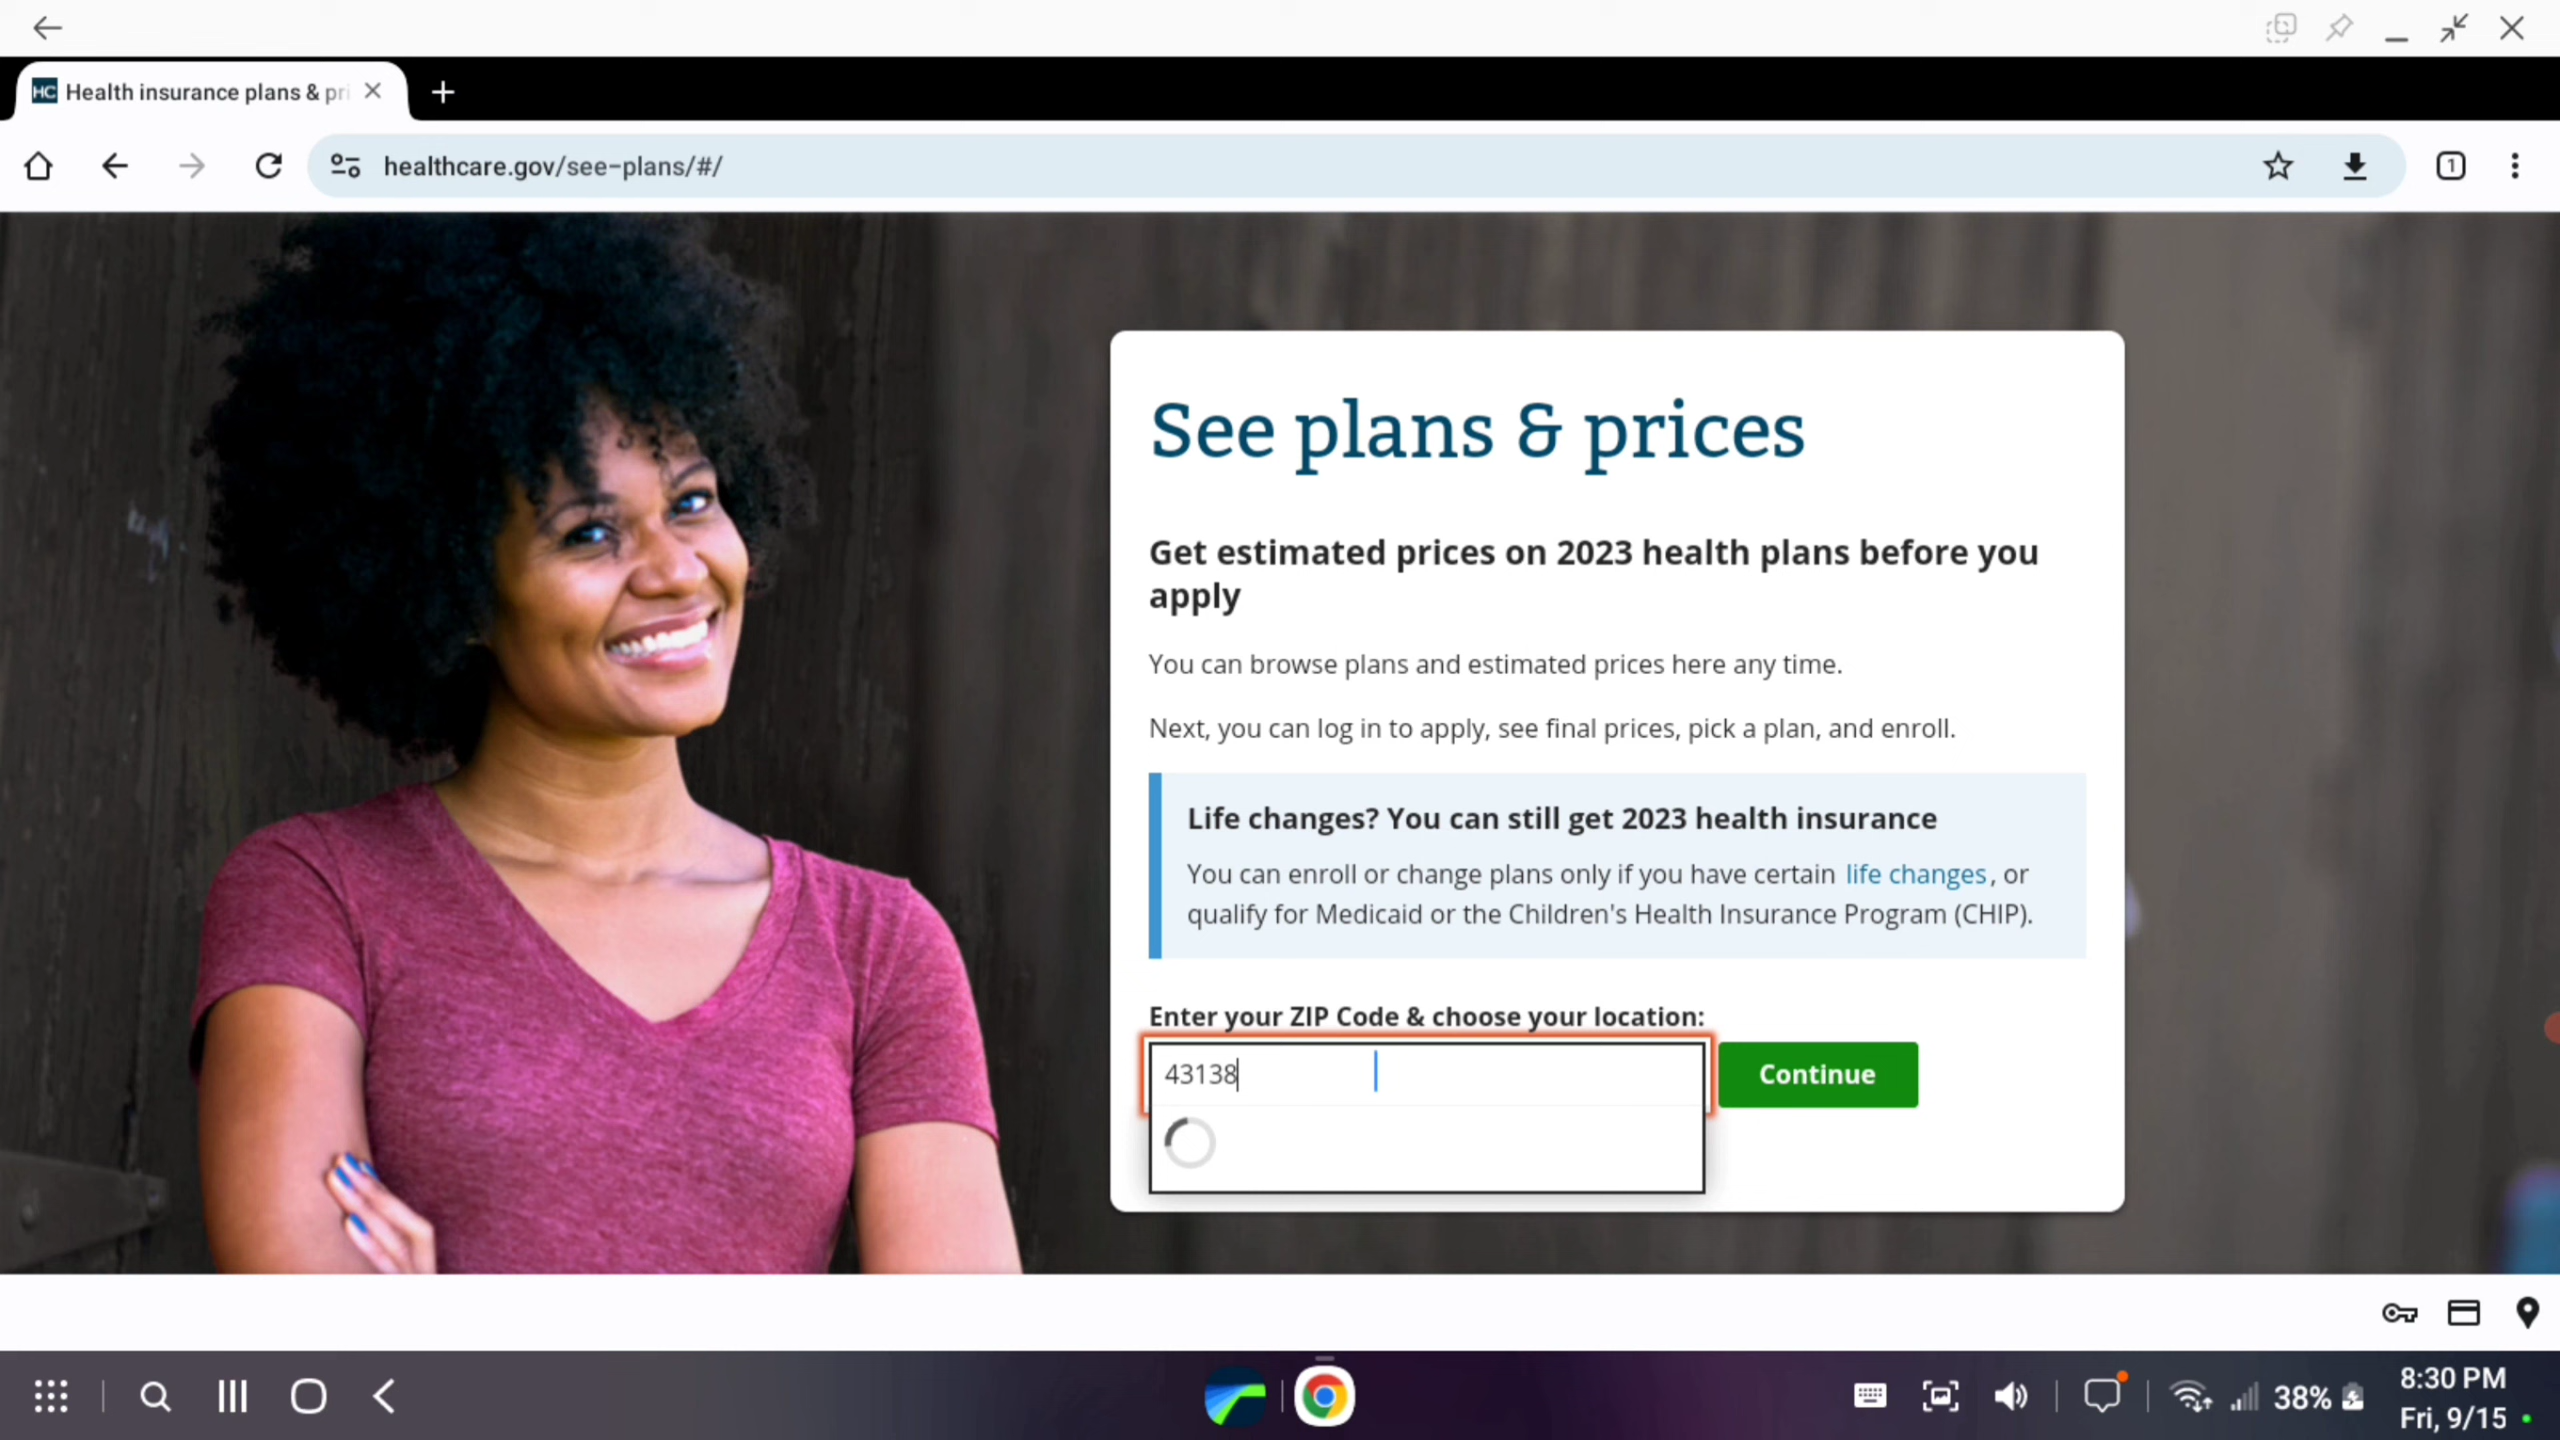 HC Health insurance plans & pri
healthcare.gov/see-plans/#/
1
See plans & prices
Get estimated prices on 2023 health plans before you
apply
You can browse plans and estimated prices here any time.
Next, you can log in to apply, see final prices, pick a plan, and enroll.
Life changes? You can still get 2023 health insurance
You can enroll or change plans only if you have certain life changes, or
qualify for Medicaid or the Children's Health Insurance Program (CHIP).
Enter your ZIP Code & choose your location:
43138
Continue
38%
8:30 PM
Fri, 9/15